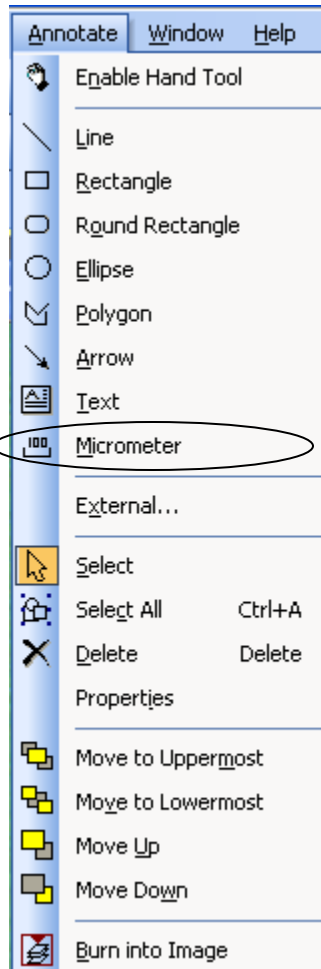 Annotate Window Help
Enable Hand Tool
Line
Rectangle
Round Rectangle
Ellipse
Polygon
Arrow
Text
100 Micrometer
External...
Select
Select All Ctrl+A
Delete Delete
Properties
Move to Uppermost
Move to Lowermost
Move Up
Move Down
Burn into Image